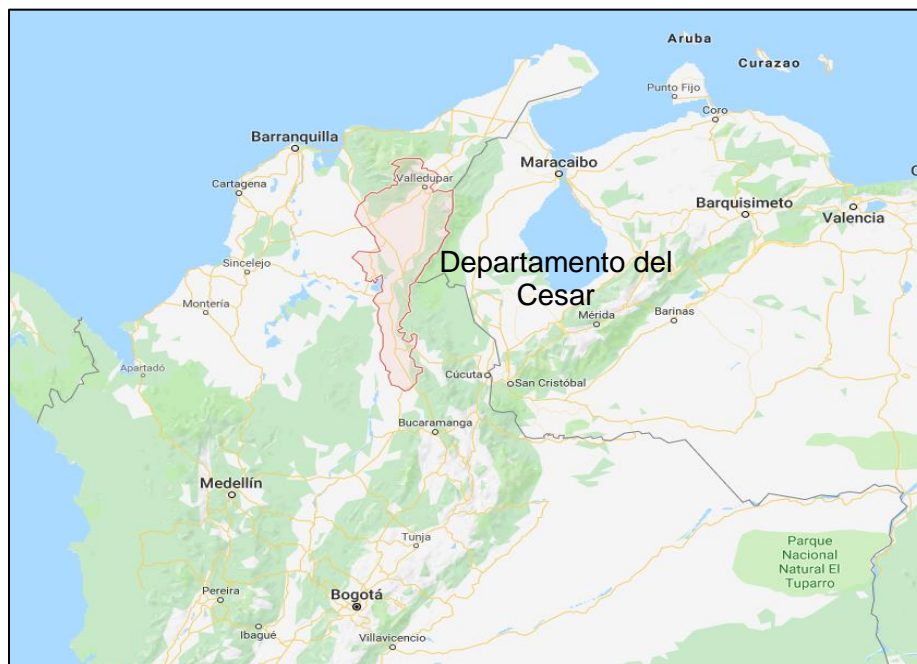 Aruba
Curazao
Punto Fijo
Coro
Barranquilla
Maracaibo
Cartagena
Valledupar
Barquisimeto
Valencia
Sincelejo
Departamento del
Cesar
Montería
Mérida
Barinas
Apartadó
Cúcuta
San Cristóbal
Bucaramanga
Medellín
Tunja
Parque
Nacional
Natural El
Tuparro
Pereira
Bogotá
Ibagué
Villavicencio